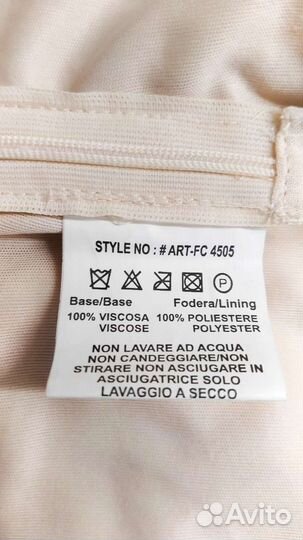 STYLE NO : # ART-FC 4505
P
Base/Base Fodera/Lining
100% VISCOSA 100% POLIESTERE
VISCOSE POLYESTER
NON LAVARE AD ACQUA
NON CANDEGGIARE/NON
STIRARE NON ASCIUGARE IN
ASCIUGATRICE SOLO
LAVAGGIO A SECCO
Avito